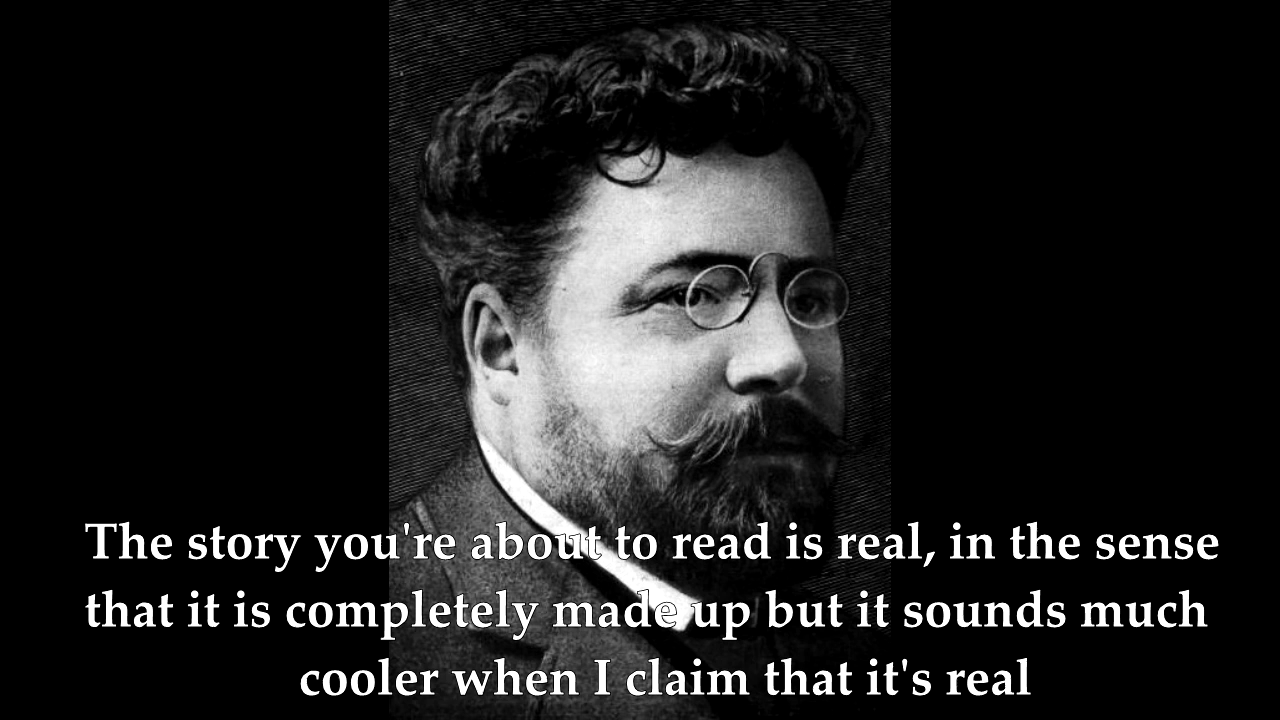 The story you're about to read is real, in the sense
that it is completely made up but it sounds much
cooler when I claim that it's real